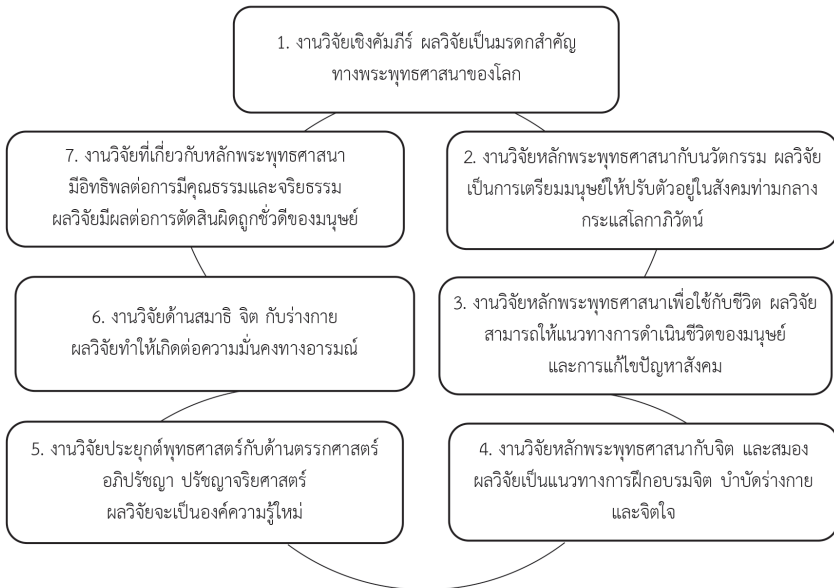 1. งานวิจัยเชิงคัมภีร์ ผลวิจัยเป็นมรดกสำคัญ
ทางพระพุทธศาสนาของโลก
2. งานวิจัยหลักพระพุทธศาสนากับนวัตกรรม ผลวิจัย
เป็นการเตรียมมนุษย์ให้ปรับตัวอยู่ในสังคมท่ามกลาง
กระแสโลกาภิวัตน์
3. งานวิจัยหลักพระพุทธศาสนาเพื่อใช้กับชีวิต ผลวิจัย
สามารถให้แนวทางการดำเนินชีวิตของมนุษย์
และการแก้ไขปัญหาสังคม
4. งานวิจัยหลักพระพุทธศาสนากับจิต และสมอง
ผลวิจัยเป็นแนวทางการฝึกอบรมจิต บำบัดร่างกาย
และจิตใจ
5. งานวิจัยประยุกต์พุทธศาสตร์กับด้านตรรกศาสตร์
อภิปรัชญา ปรัชญาจริยศาสตร์
ผลวิจัยจะเป็นองค์ความรู้ใหม่
6. งานวิจัยด้านสมาธิ จิต กับร่างกาย
ผลวิจัยทำให้เกิดต่อความมั่นคงทางอารมณ์
7. งานวิจัยที่เกี่ยวกับหลักพระพุทธศาสนา
มีอิทธิพลต่อการมีคุณธรรมและจริยธรรม
ผลวิจัยมีผลต่อการตัดสินผิดถูกชั่วดีของมนุษย์